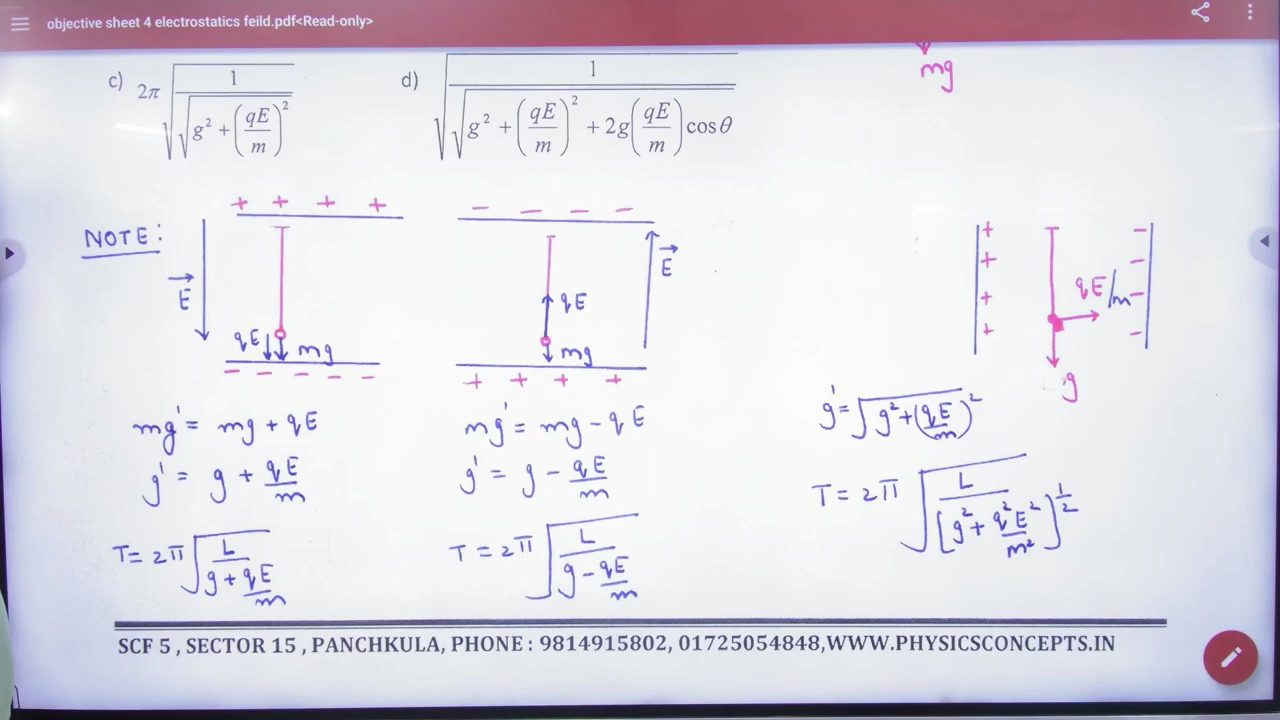 objective sheet 4 electrostatics feild.pdf<Read-only>
mg
c) 2π √(1/√(g² + (qE/m)²))
d) √(1/√(g² + (qE/m)² + 2g(qE/m)cosθ))
NOTE:
+ + + +
E
qE
mg
- - - - -
- - - -
E
qE
mg
+ + + +
+ + + +
- - - -
qE/m
g
mg' = mg + qE
g' = g + qE/m
T = 2π √(L/(g + qE/m))
mg' = mg - qE
g' = g - qE/m
T = 2π √(L/(g - qE/m))
g' = √(g² + (qE/m)²)
T = 2π √(L/[g² + q²E²/m²]^½)
SCF 5 , SECTOR 15 , PANCHKULA, PHONE : 9814915802, 01725054848,WWW.PHYSICSCONCEPTS.IN